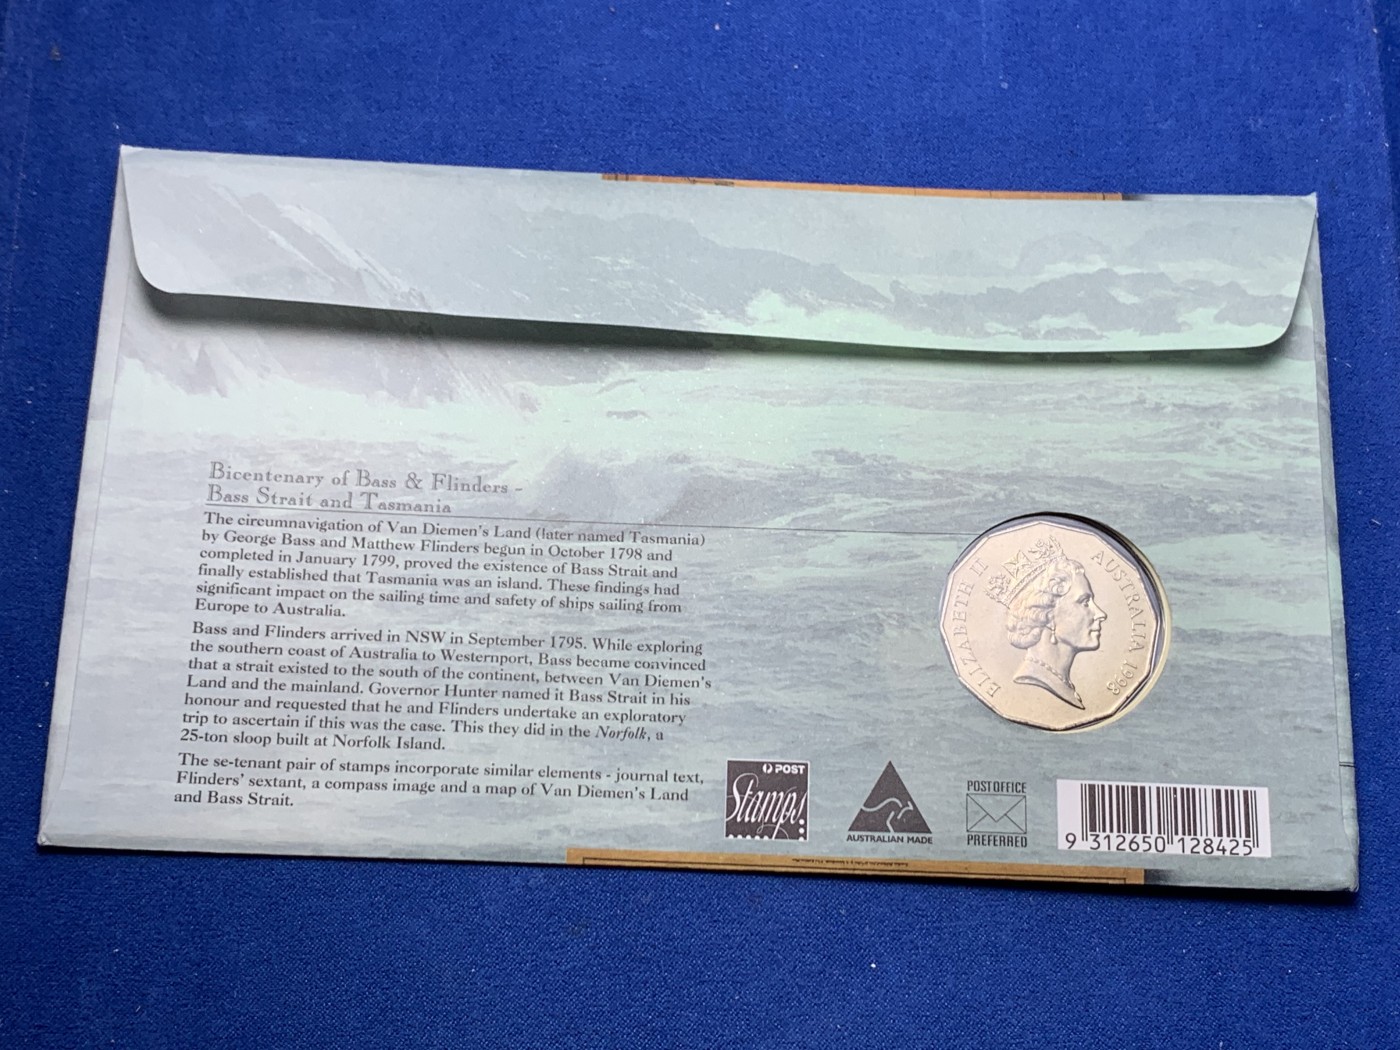 Bicentenary of Bass & Flinders -
Bass Strait and Tasmania
The circumnavigation of Van Diemen's Land (later named Tasmania)
by George Bass and Matthew Flinders begun in October 1798 and
completed in January 1799, proved the existence of Bass Strait and
finally established that Tasmania was an island. These findings had
significant impact on the sailing time and safety of ships sailing from
Europe to Australia.
Bass and Flinders arrived in NSW in September 1795. While exploring
the southern coast of Australia to Westernport, Bass became convinced
that a strait existed to the south of the continent, between Van Diemen's
Land and the mainland. Governor Hunter named it Bass Strait in his
honour and requested that he and Flinders undertake an exploratory
trip to ascertain if this was the case. This they did in the Norfolk, a
25-ton sloop built at Norfolk Island.
The se-tenant pair of stamps incorporate similar elements - journal text,
Flinders' sextant, a compass image and a map of Van Diemen's Land
and Bass Strait.
ELIZABETH II
AUSTRALIA 1998
POST
Stamps!
AUSTRALIAN MADE
POST OFFICE
PREFERRED
9 312650 128425